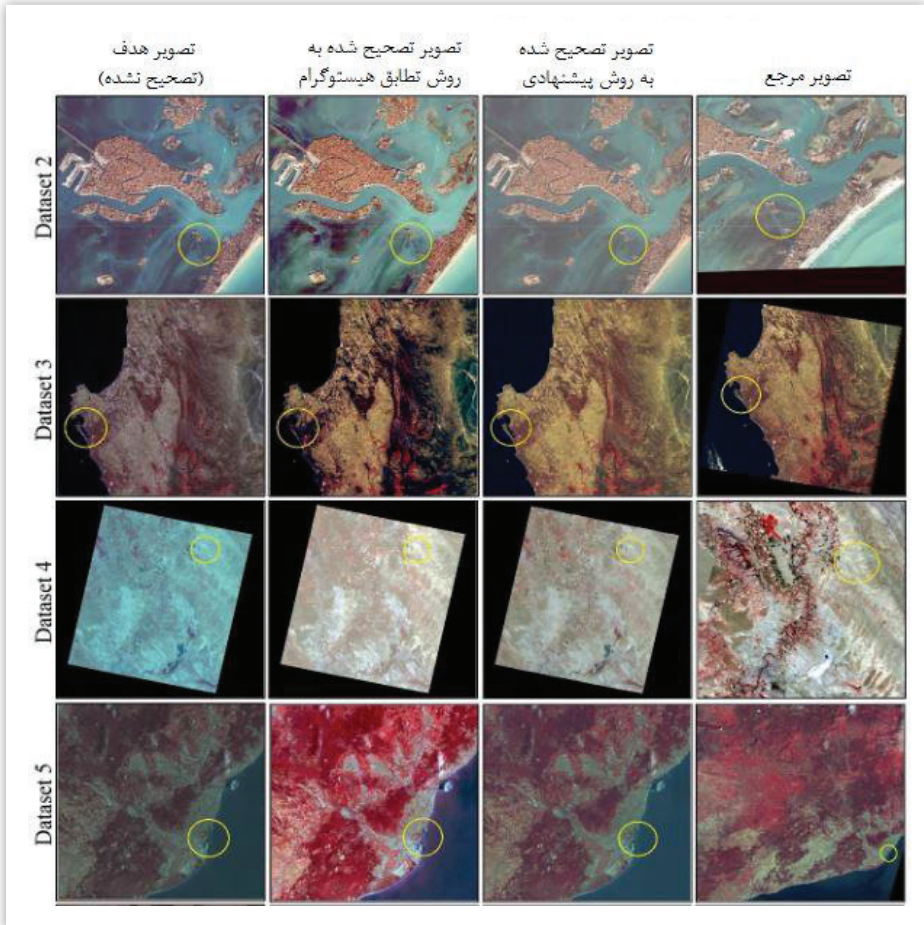 تصویر مرجع
تصویر تصحیح شده
به روش پیشنهادی
تصویر تصحیح شده به
روش تطابق هیستوگرام
تصویر هدف
(تصحیح نشده)
Dataset 2
Dataset 3
Dataset 4
Dataset 5